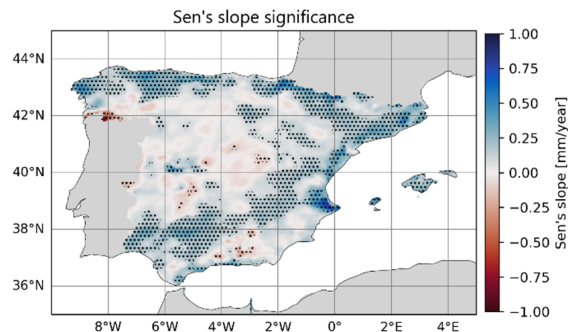 Sen's slope significance
44°N
42°N
40°N
38°N
36°N
8°W 6°W 4°W 2°W 0° 2°E 4°E
1.00
0.75
0.50
0.25
0.00
−0.25
−0.50
−0.75
−1.00
Sen's slope [mm/year]